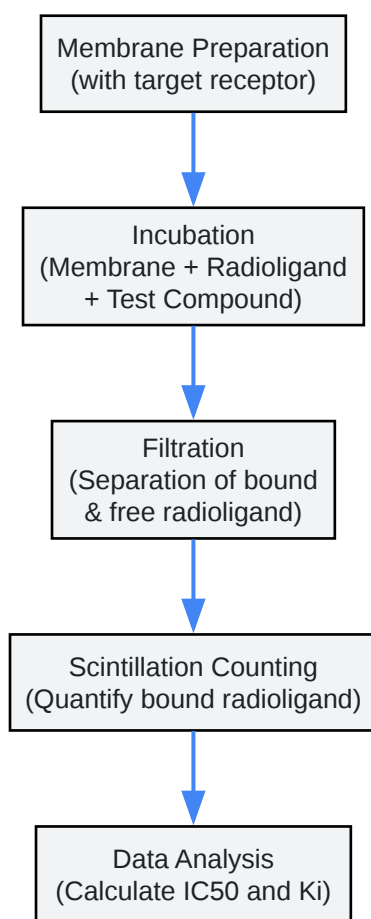 Membrane Preparation
(with target receptor)
Incubation
(Membrane + Radioligand
+ Test Compound)
Filtration
(Separation of bound
& free radioligand)
Scintillation Counting
(Quantify bound radioligand)
Data Analysis
(Calculate IC50 and Ki)